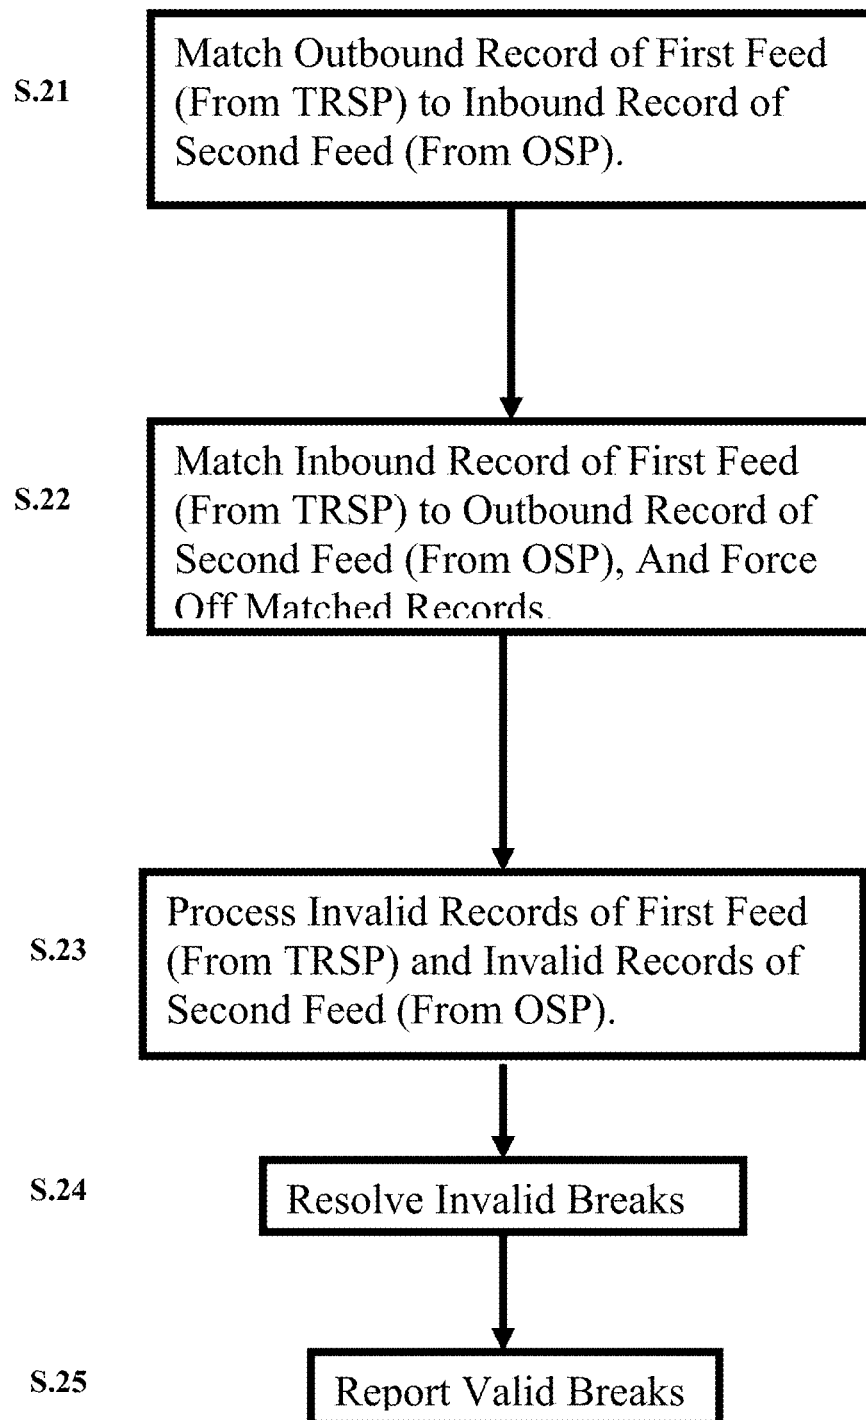 S.21
Match Outbound Record of First Feed
(From TRSP) to Inbound Record of
Second Feed (From OSP).
S.22
Match Inbound Record of First Feed
(From TRSP) to Outbound Record of
Second Feed (From OSP), And Force
Off Matched Records.
S.23
Process Invalid Records of First Feed
(From TRSP) and Invalid Records of
Second Feed (From OSP).
S.24
Resolve Invalid Breaks
S.25
Report Valid Breaks